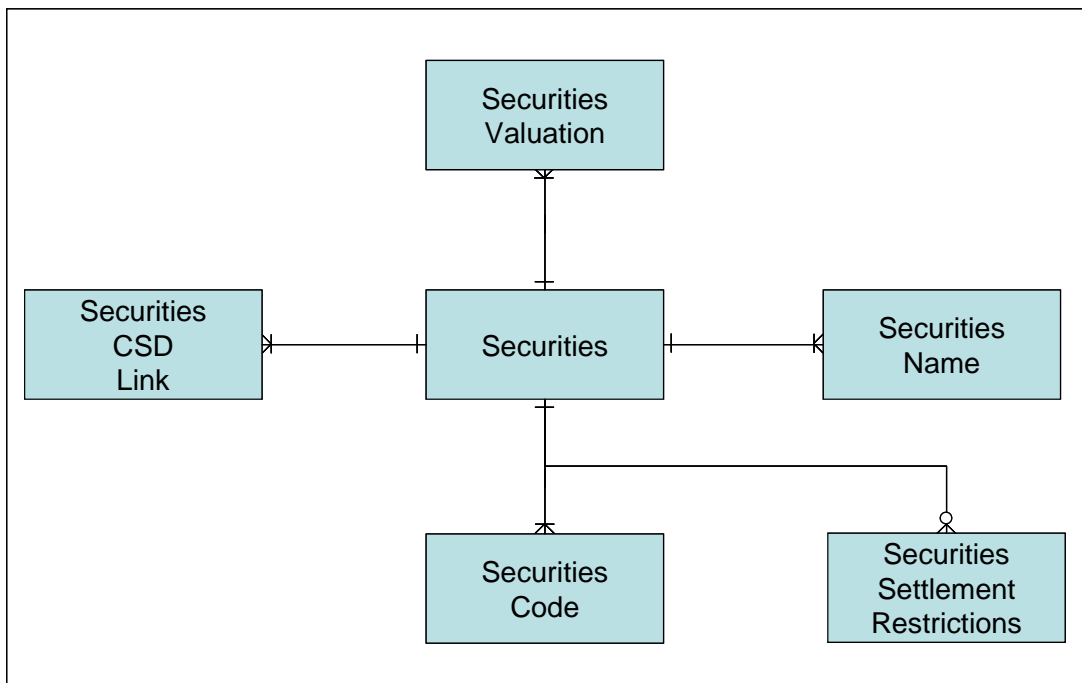 Securities
Valuation
Securities
CSD
Link
Securities
Securities
Name
Securities
Code
Securities
Settlement
Restrictions